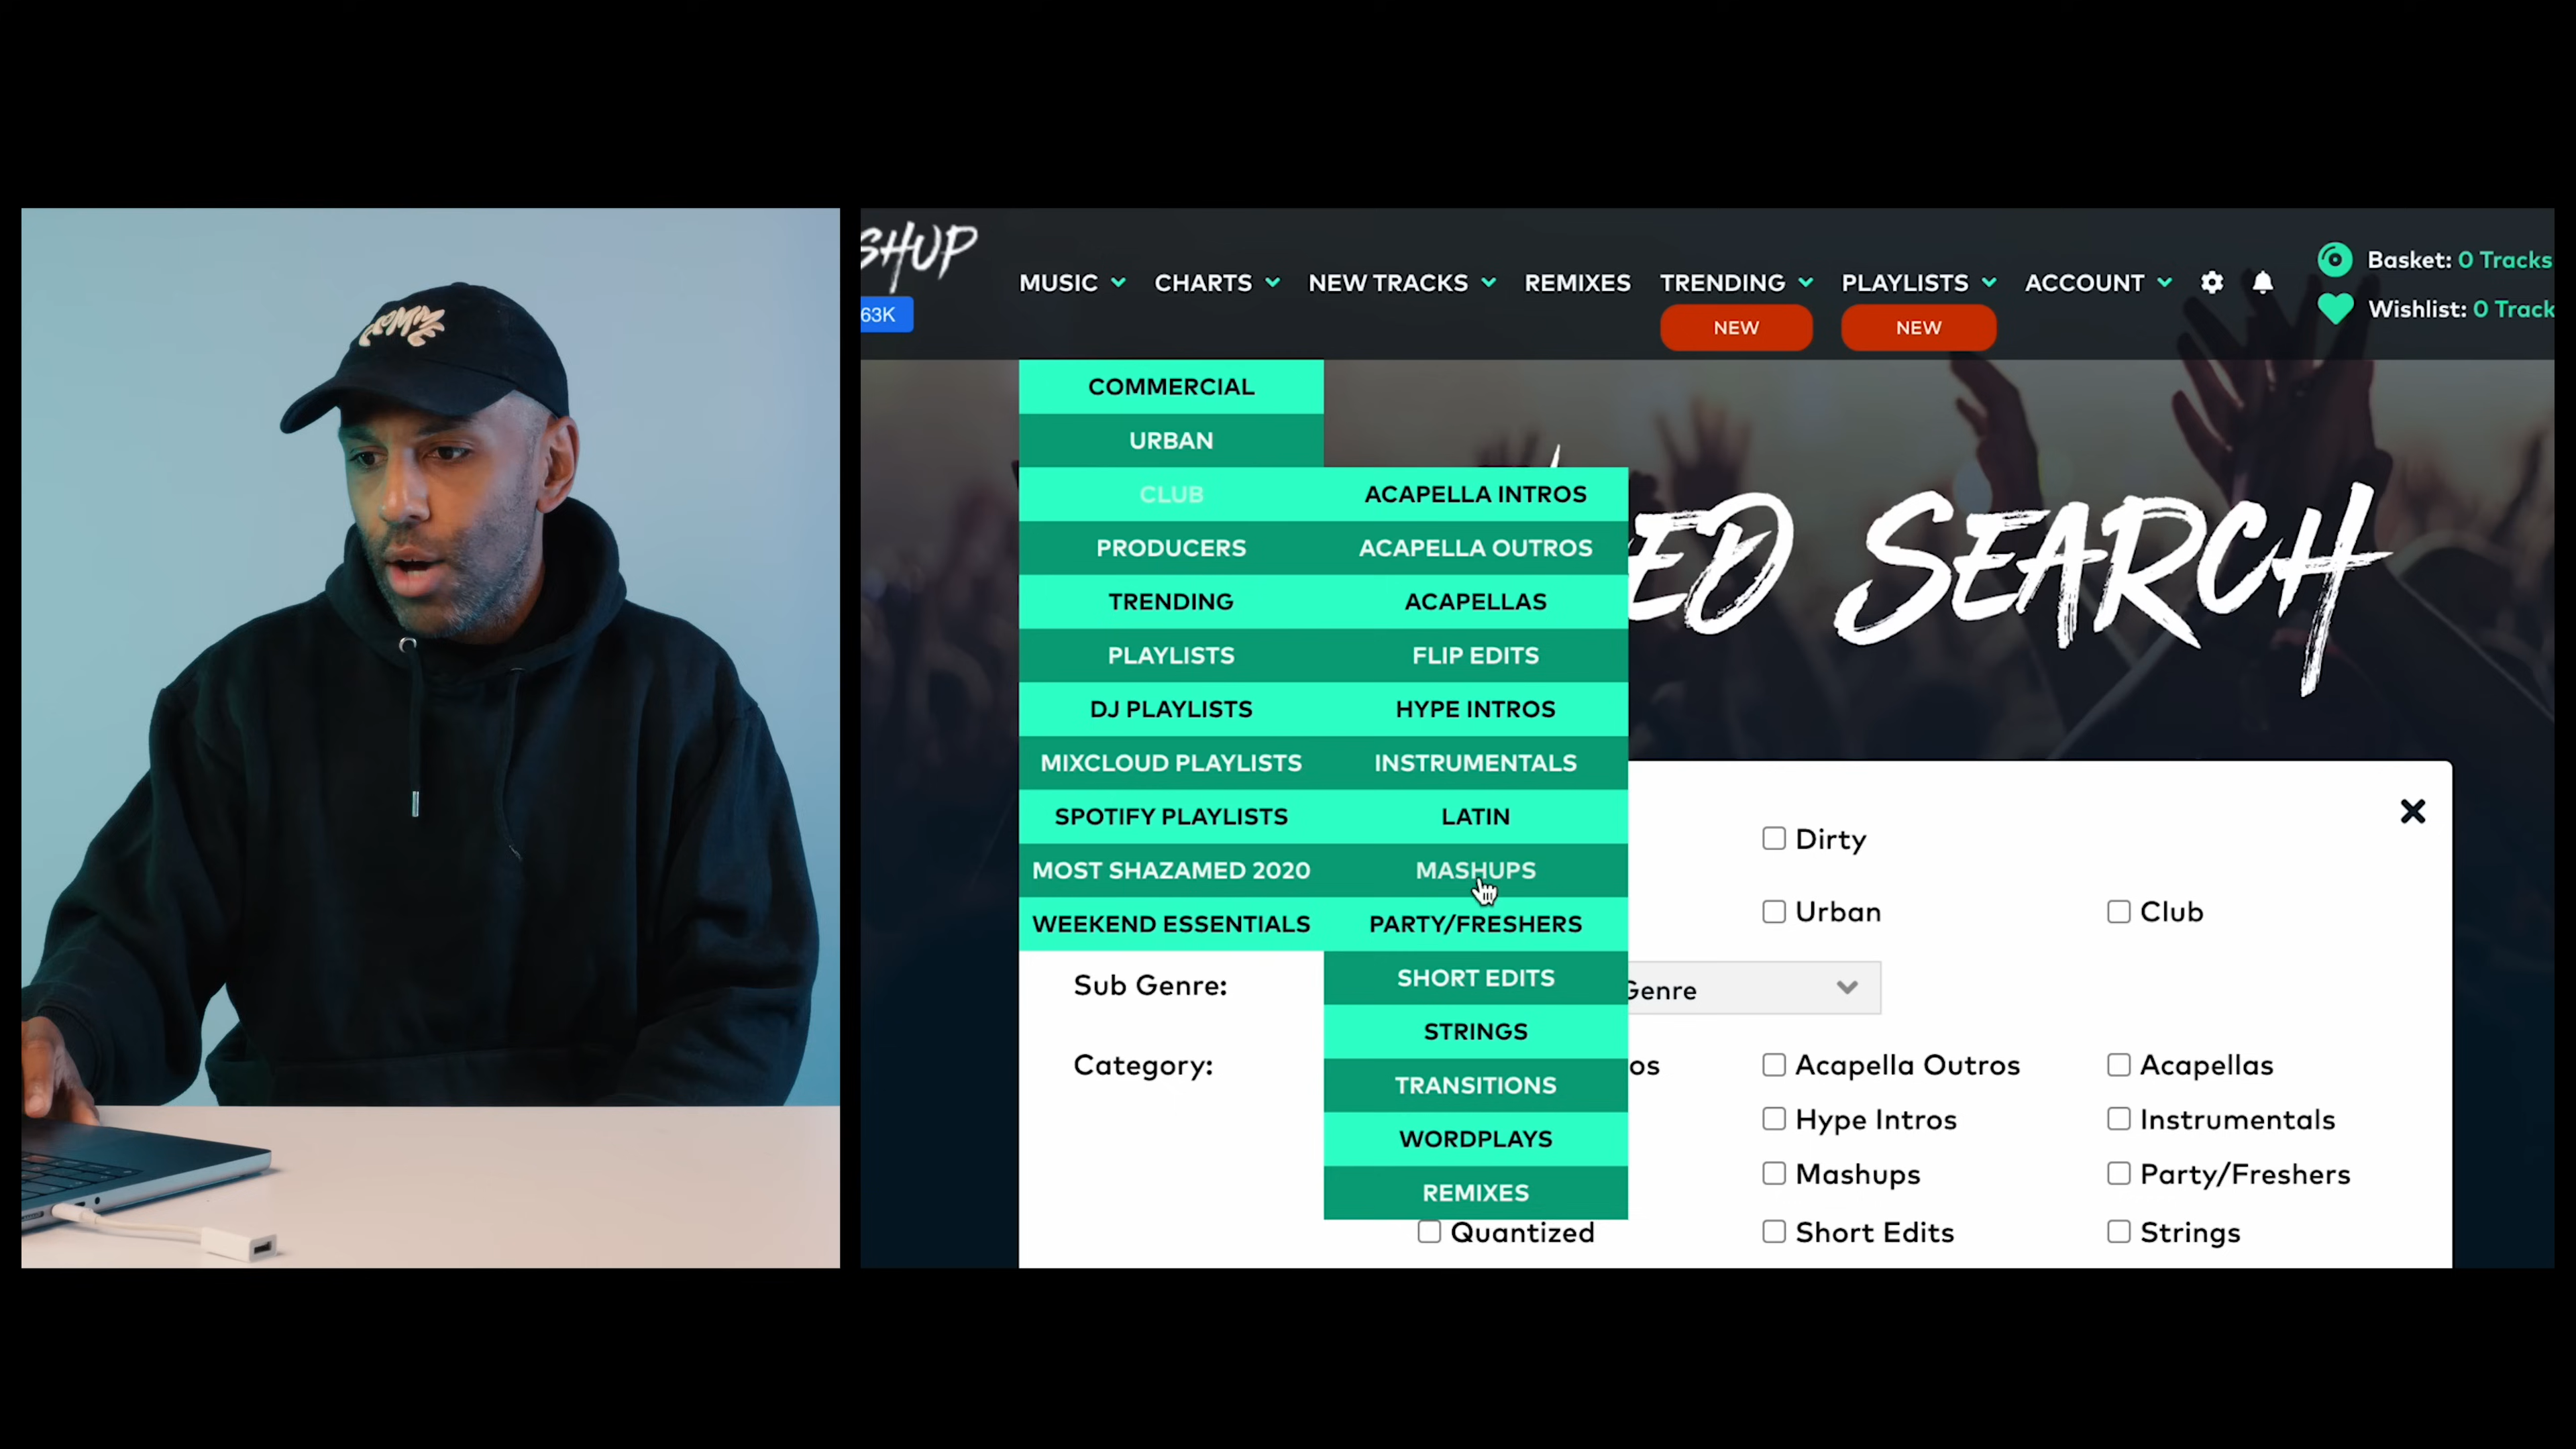 SHUP
63K
MUSIC CHARTS NEW TRACKS REMIXES TRENDING PLAYLISTS ACCOUNT
NEW NEW
Basket: 0 Tracks
Wishlist: 0 Track
COMMERCIAL
URBAN
CLUB
PRODUCERS
TRENDING
PLAYLISTS
DJ PLAYLISTS
MIXCLOUD PLAYLISTS
SPOTIFY PLAYLISTS
MOST SHAZAMED 2020
WEEKEND ESSENTIALS
ACAPELLA INTROS
ACAPELLA OUTROS
ACAPELLAS
FLIP EDITS
HYPE INTROS
INSTRUMENTALS
LATIN
MASHUPS
PARTY/FRESHERS
SHORT EDITS
STRINGS
TRANSITIONS
WORDPLAYS
REMIXES
ED SEARCH
Dirty
Urban Club
Sub Genre: Genre
Category: os Acapella Outros Acapellas
Hype Intros Instrumentals
Mashups Party/Freshers
Quantized Short Edits Strings